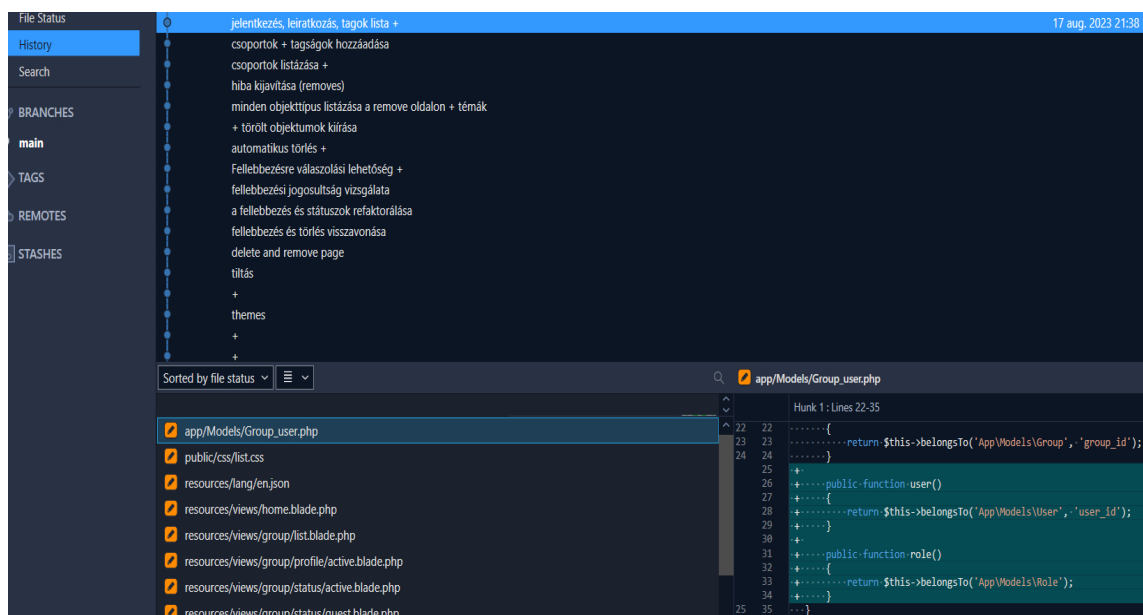 File Status
History
Search
BRANCHES
main
TAGS
REMOTES
STASHES
jelentkezés, leiratkozás, tagok lista + 17 aug. 2023 21:38
csoportok + tagságok hozzáadása
csoportok listázása +
hiba kijavítása (removes)
minden objekttípus listázása a remove oldalon + témák
+ törölt objektumok kiírása
automatikus törlés +
Fellebbezésre válaszolási lehetőség +
fellebbezési jogosultság vizsgálata
a fellebbezés és státuszok refaktorálása
fellebbezés és törlés visszavonása
delete and remove page
tiltás
+
themes
+
+
Sorted by file status
app/Models/Group_user.php
public/css/list.css
resources/lang/en.json
resources/views/home.blade.php
resources/views/group/list.blade.php
resources/views/group/profile/active.blade.php
resources/views/group/status/active.blade.php
resources/views/group/status/guest.blade.php
app/Models/Group_user.php
Hunk 1 : Lines 22-35
22 22 ·······{
23 23 ···········return·$this->belongsTo('App\Models\Group',·'group_id');
24 24 ·······}
25 +·
26 +·····public·function·user()
27 +·····{
28 +·········return·$this->belongsTo('App\Models\User',·'user_id');
29 +·····}
30 +·
31 +·····public·function·role()
32 +·····{
33 +·········return·$this->belongsTo('App\Models\Role');
34 +·····}
25 35 ···}